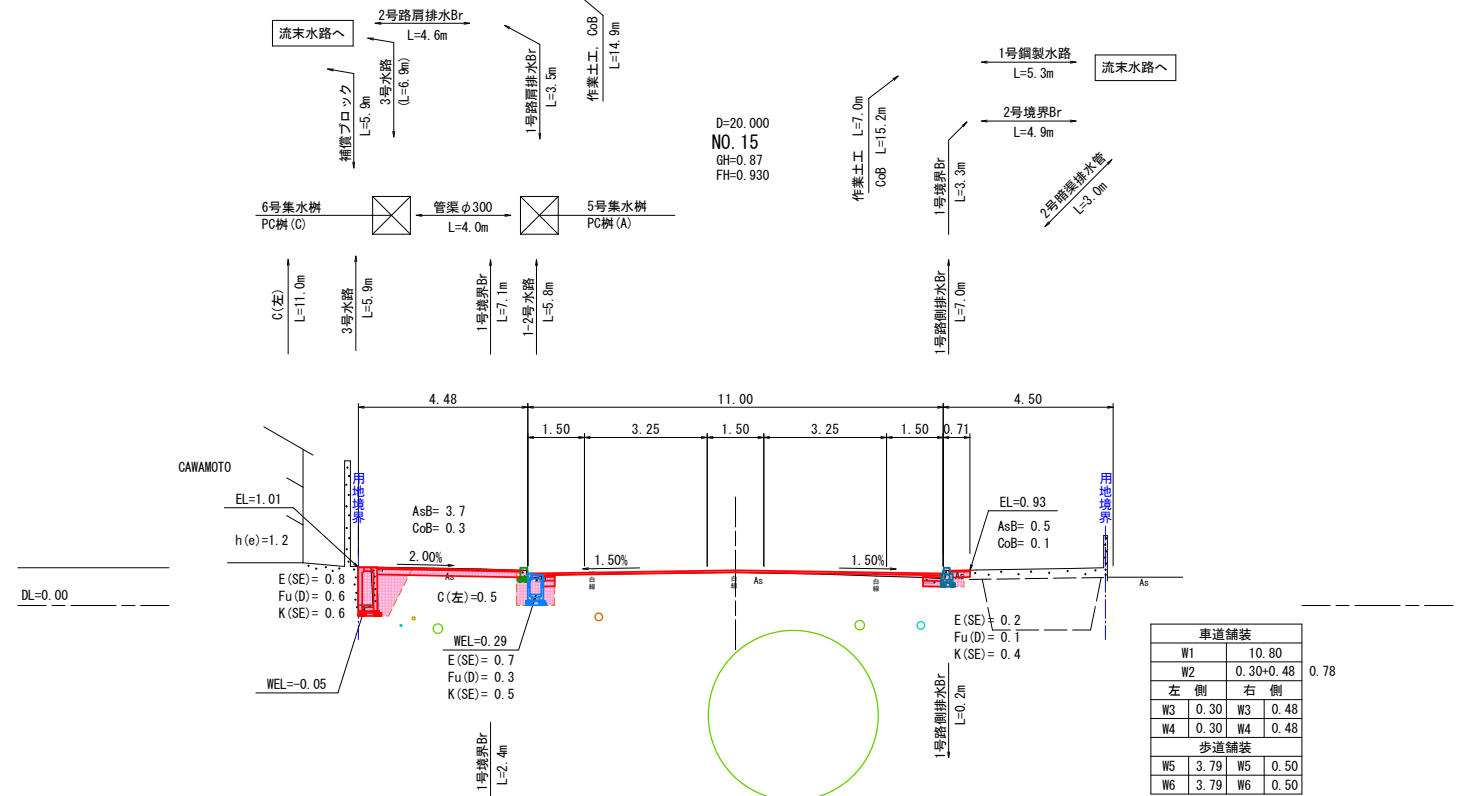 2号路肩排水Br
L=4.6m
流末水路へ
3号水路
(L=6.9m)
補償ブロック
L=5.9m
1号路肩排水Br
L=3.5m
作業土工, CoB
L=14.9m
D=20.000
NO.15
GH=0.87
FH=0.930
作業土工 L=7.0m
CoB L=15.2m
1号鋼製水路
L=5.3m
流末水路へ
2号境界Br
L=4.9m
1号境界Br
L=3.3m
2号暗渠排水管
L=3.0m
6号集水桝
PC桝(C)
管渠φ300
L=4.0m
5号集水桝
PC桝(A)
C(左)
L=11.0m
3号水路
L=5.9m
1号境界Br
L=7.1m
1-2号水路
L=5.8m
1号路側排水Br
L=7.0m
4.48
11.00
4.50
1.50
3.25
1.50
3.25
1.50
0.71
CAWAMOTO
用地境界
用地境界
EL=1.01
h(e)=1.2
AsB= 3.7
CoB= 0.3
EL=0.93
AsB= 0.5
CoB= 0.1
2.00%
1.50%
1.50%
As
白線
白線
As
白線
As
As
DL=0.00
E(SE)= 0.8
Fu(D)= 0.6
K(SE)= 0.6
C(左)=0.5
WEL=0.29
E(SE)= 0.7
Fu(D)= 0.3
K(SE)= 0.5
WEL=-0.05
E(SE)= 0.2
Fu(D)= 0.1
K(SE)= 0.4
1号境界Br
L=2.4m
1号路側排水Br
L=0.2m
車道舗装
W1 10.80
W2 0.30+0.48 0.78
左 側 右 側
W3 0.30 W3 0.48
W4 0.30 W4 0.48
歩道舗装
W5 3.79 W5 0.50
W6 3.79 W6 0.50